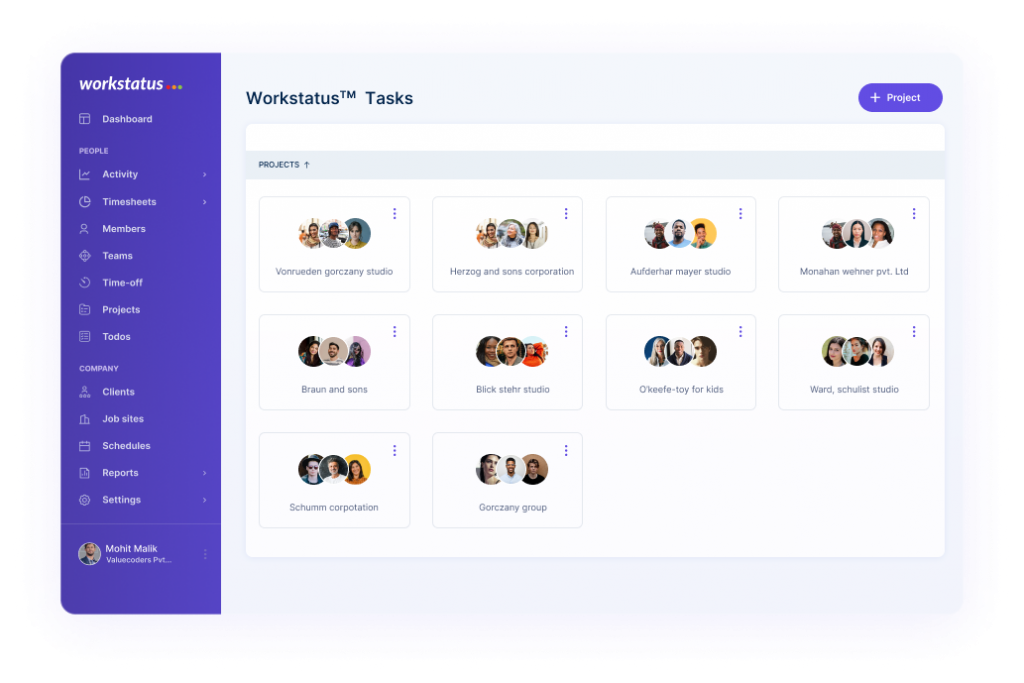 workstatus
Dashboard
PEOPLE
Activity
Timesheets
Members
Teams
Time-off
Projects
Todos
COMPANY
Clients
Job sites
Schedules
Reports
Settings
Mohit Malik
Valuecoders Pvt...
Workstatus™ Tasks
+ Project
PROJECTS ↑
Vonrueden gorczany studio
Herzog and sons corporation
Aufderhar mayer studio
Monahan wehner pvt. Ltd
Braun and sons
Blick stehr studio
O'keefe-toy for kids
Ward, schulist studio
Schumm corpotation
Gorczany group